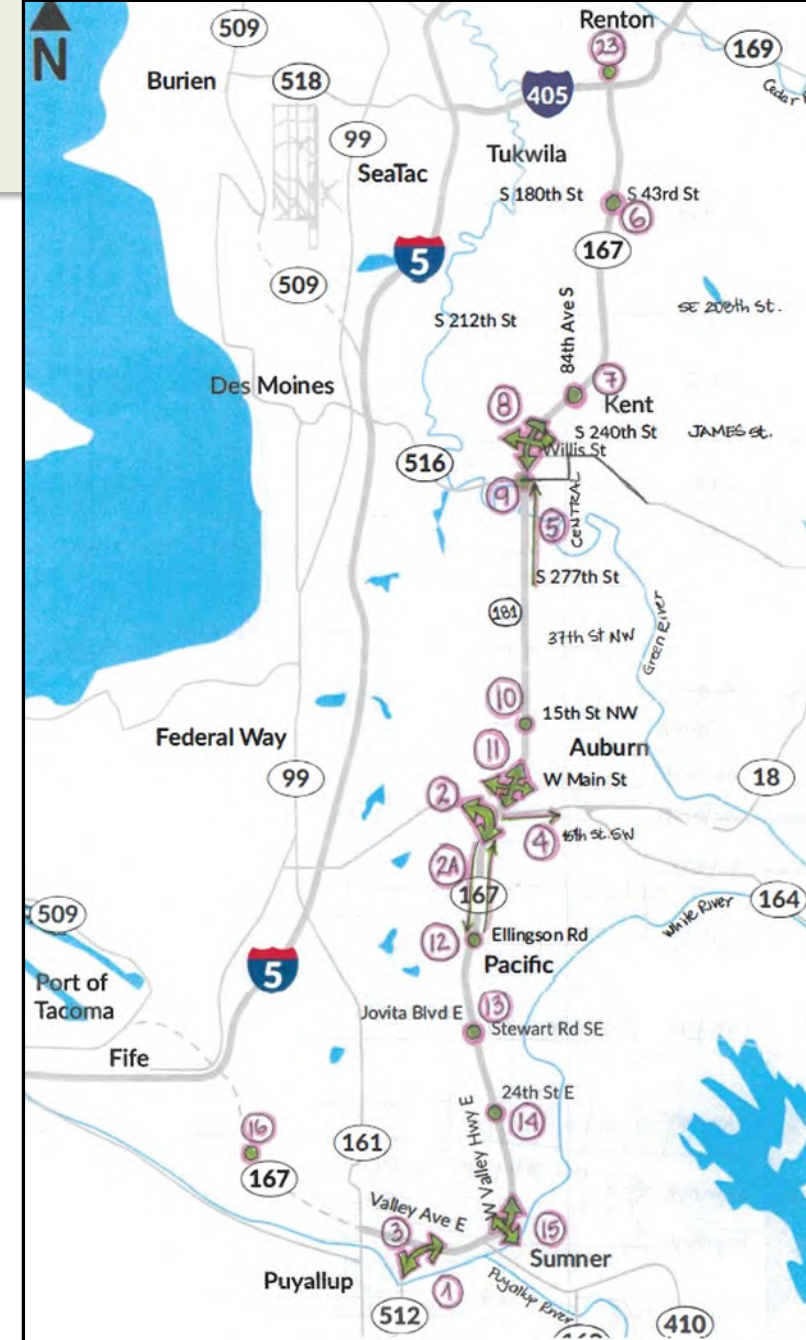 Renton
509
N
23
169
Burien
518
405
Cedar
99
Tukwila
SeaTac
S 180th St
S 43rd St
6
5
167
509
84th Ave S
SE 208th St.
S 212th St
7
Des Moines
8
Kent
S 240th St
JAMES St.
Willis St
516
CENTRAL
9
5
S 277th St
181
37th St NW
Green River
10
15th St NW
Federal Way
11
Auburn
99
W Main St
18
2
4
15th St. SW
2A
167
White River
164
509
12
Ellingson Rd
5
Pacific
Port of
Tacoma
Jovita Blvd E
13
Stewart Rd SE
Fife
24th St E
14
W Valley Hwy E
16
161
167
Valley Ave E
3
15
Sumner
Puyallup
1
Puyallup River
512
410